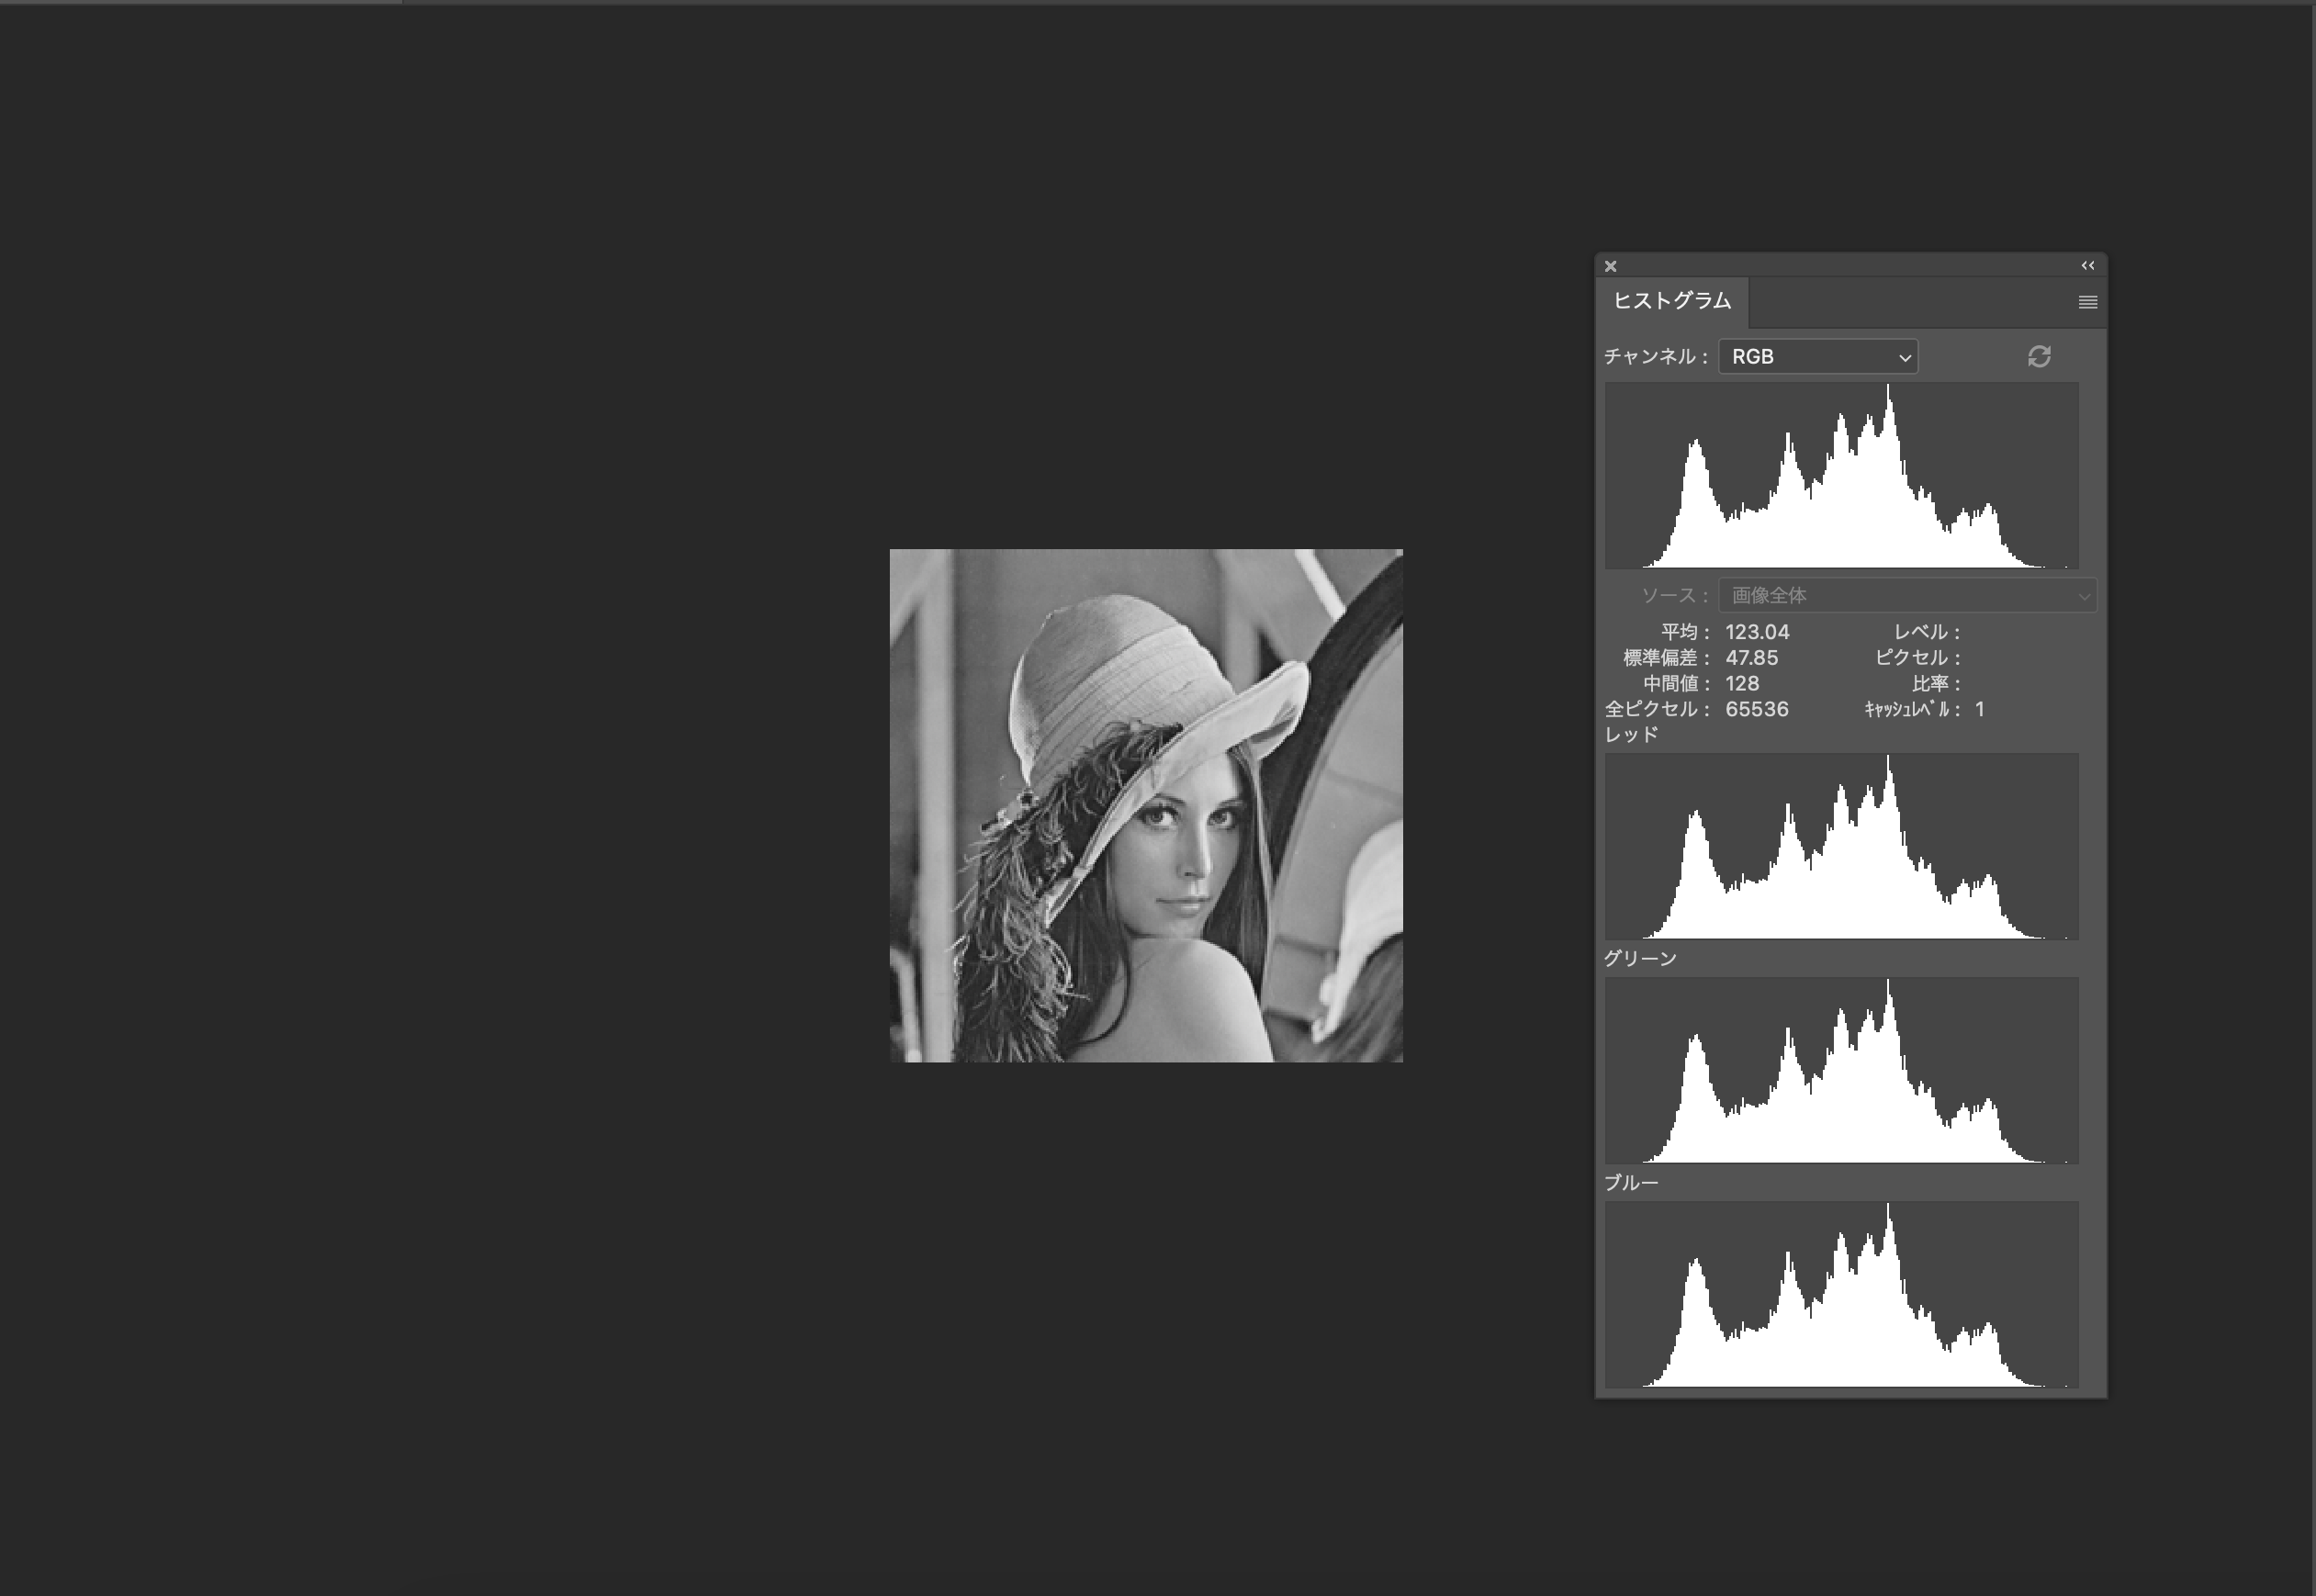 ヒストグラム
チャンネル： RGB
ソース： 画像全体
平均： 123.04 レベル：
標準偏差： 47.85 ピクセル：
中間値： 128 比率：
全ピクセル： 65536 ｷｬｯｼｭﾚﾍﾞﾙ： 1
レッド
グリーン
ブルー